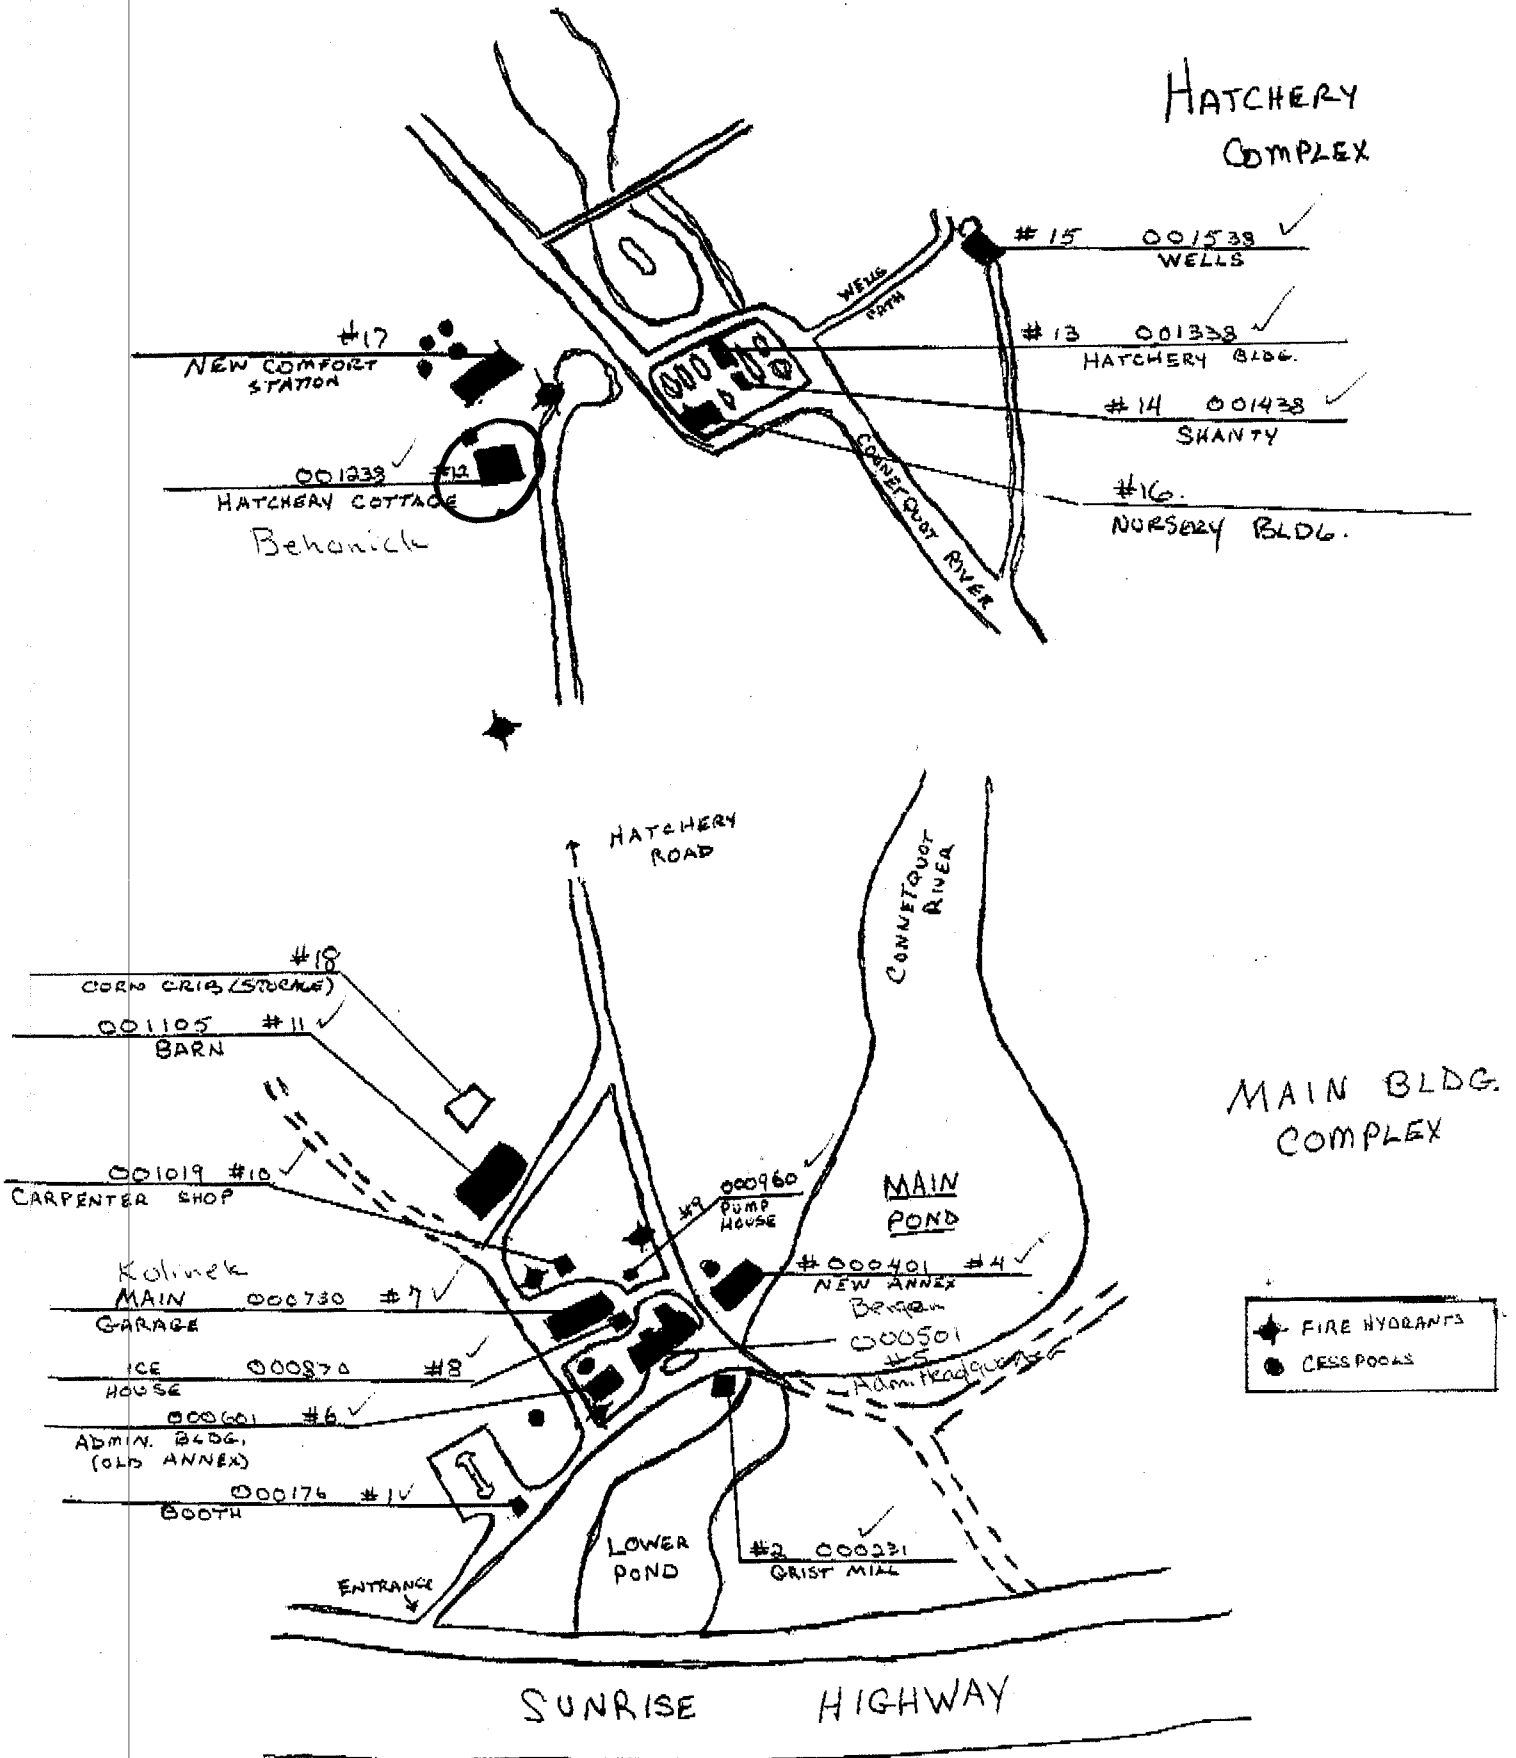 HATCHERY
COMPLEX
#15 001538
WELLS
WELLS
PATH
#13 001338
HATCHERY BLDG.
#17
NEW COMFORT
STATION
#14 001438
SHANTY
001238 #12
HATCHERY COTTAGE
#16.
NURSERY BLDG.
CONNETQUOT RIVER
HATCHERY
ROAD
CONNETQUOT
RIVER
#18
CORN CRIB (STORAGE)
001105 #11
BARN
MAIN BLDG.
COMPLEX
001019 #10
CARPENTER SHOP
#9 000960
PUMP
HOUSE
MAIN
POND
# 000401 #4
NEW ANNEX
Bergen
Kolinek
MAIN 000730 #7
GARAGE
000501
#5
FIRE HYDRANTS
CESSPOOLS
ICE 000870 #8
HOUSE
000601 #6
ADMIN. BLDG.
(OLD ANNEX)
000176 #1
BOOTH
LOWER
POND
#2 000231
GRIST MILL
ENTRANCE
SUNRISE HIGHWAY